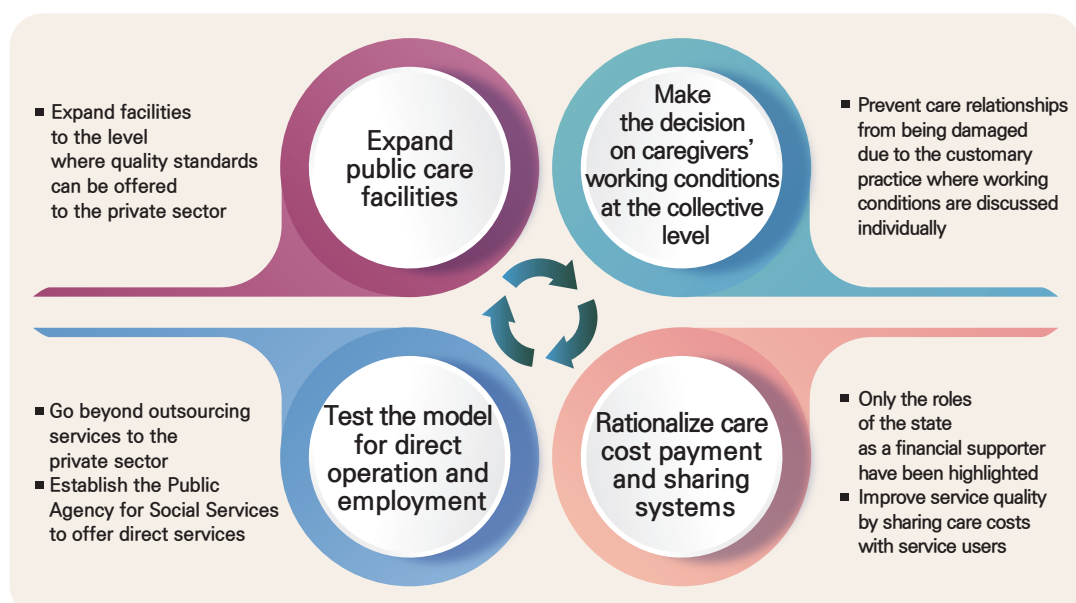 ■ Expand facilities
to the level
where quality standards
can be offered
to the private sector
Expand
public care
facilities
Make
the decision
on caregivers’
working conditions
at the collective
level
■ Prevent care relationships
from being damaged
due to the customary
practice where working
conditions are discussed
individually
■ Go beyond outsourcing
services to the
private sector
■ Establish the Public
Agency for Social Services
to offer direct services
Test the model
for direct
operation and
employment
Rationalize care
cost payment
and sharing
systems
■ Only the roles
of the state
as a financial supporter
have been highlighted
■ Improve service quality
by sharing care costs
with service users